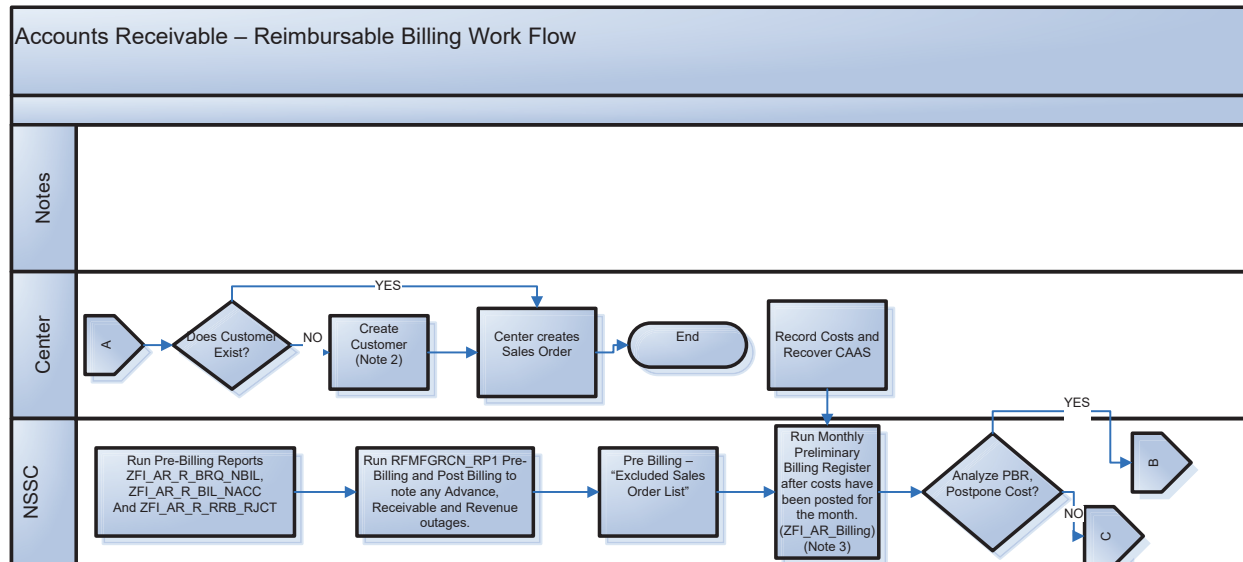 Accounts Receivable – Reimbursable Billing Work Flow
Notes
Center
A
Does Customer
Exist?
YES
NO
Create
Customer
(Note 2)
Center creates
Sales Order
End
Record Costs and
Recover CAAS
NSSC
Run Pre-Billing Reports
ZFI_AR_R_BRQ_NBIL,
ZFI_AR_R_BIL_NACC
And ZFI_AR_R_RRB_RJCT
Run RFMFGRCN_RP1 Pre-
Billing and Post Billing to
note any Advance,
Receivable and Revenue
outages.
Pre Billing –
“Excluded Sales
Order List”
Run Monthly
Preliminary
Billing Register
after costs have
been posted for
the month.
(ZFI_AR_Billing)
(Note 3)
Analyze PBR,
Postpone Cost?
YES
B
NO
C